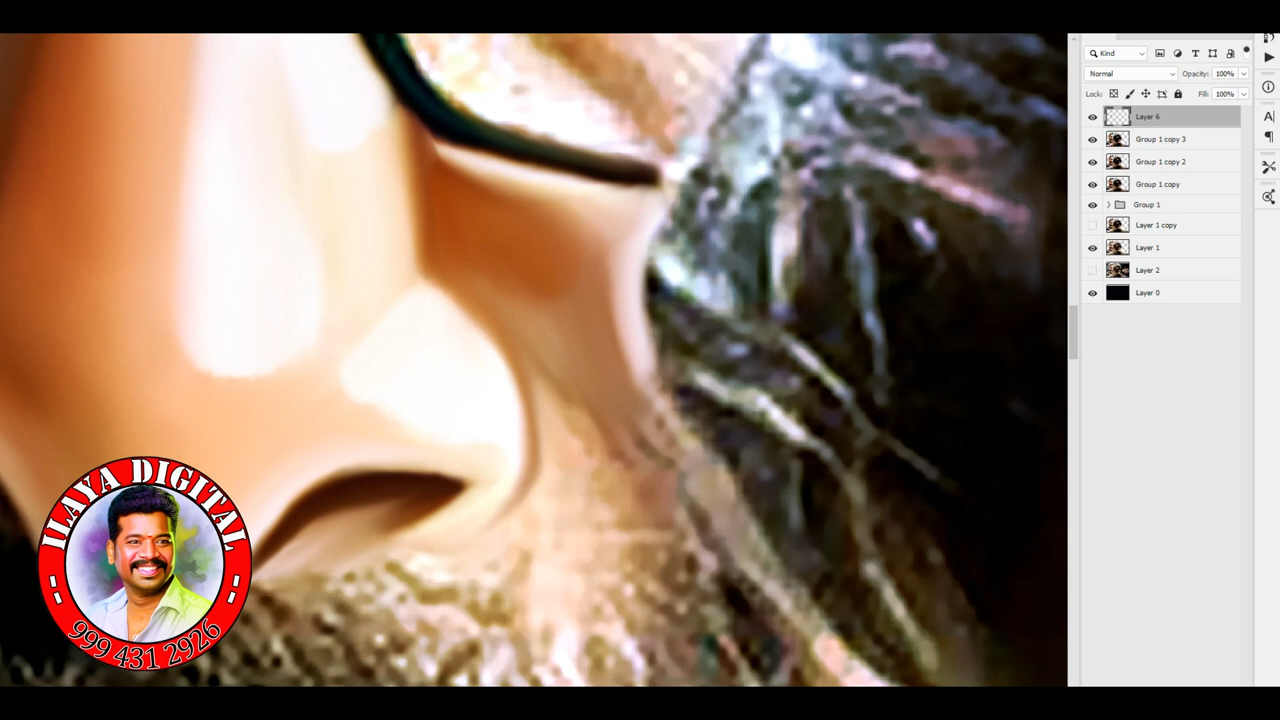 Kind
Normal
Opacity: 100%
Lock:
Fill: 100%
Layer 6
Group 1 copy 3
Group 1 copy 2
Group 1 copy
Group 1
Layer 1 copy
Layer 1
Layer 2
Layer 0
ILAYA DIGITAL
999 431 2926